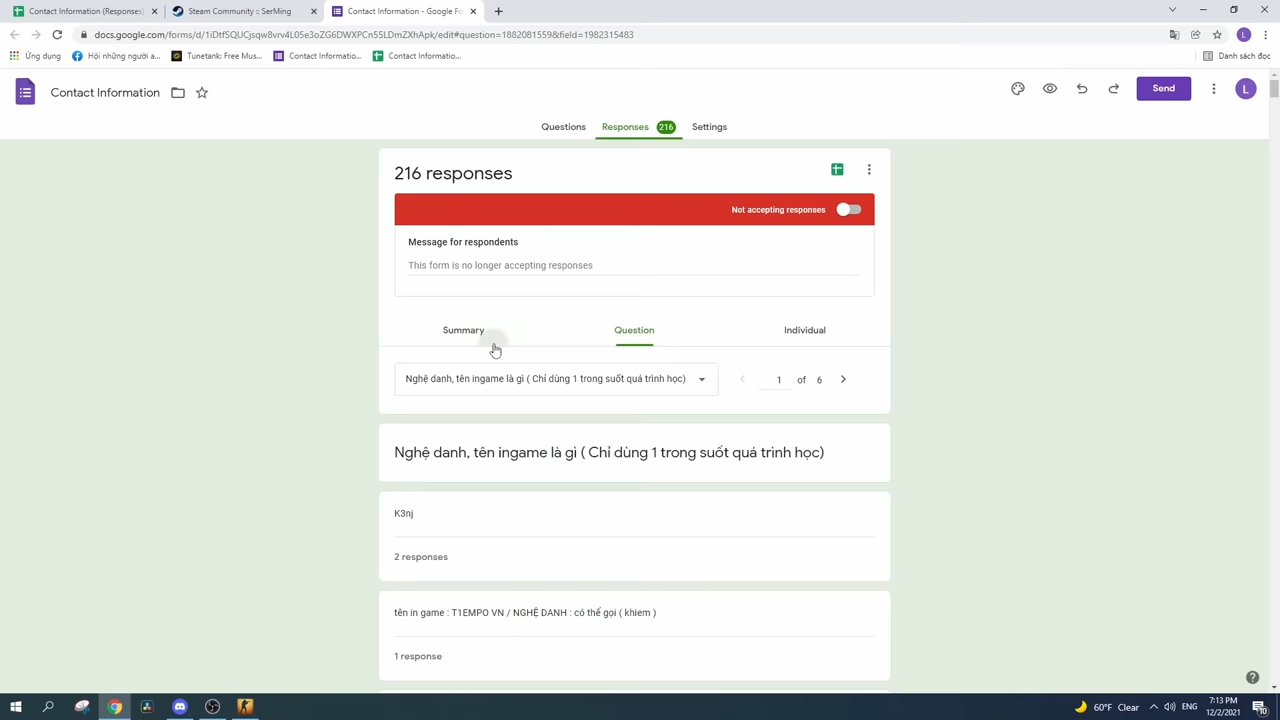 Contact Information (Responses)
Steam Community :: SerMing
Contact Information - Google Fo
docs.google.com/forms/d/1iDtfSQUCjsqw8vrv4L05e3oZG6DWXPCn55LDmZXhApk/edit#question=1882081559&field=1982315483
L
Ứng dụng
Hội những người a...
Tunetank: Free Mus...
Contact Informatio...
Contact Informatio...
Danh sách đọc
Contact Information
Send
L
Questions
Responses 216
Settings
216 responses
Not accepting responses
Message for respondents
This form is no longer accepting responses
Summary
Question
Individual
Nghệ danh, tên ingame là gì ( Chỉ dùng 1 trong suốt quá trình học)
1 of 6
Nghệ danh, tên ingame là gì ( Chỉ dùng 1 trong suốt quá trình học)
K3nj
2 responses
tên in game : T1EMPO VN / NGHỆ DANH : có thể gọi ( khiem )
1 response
60°F Clear
ENG
7:13 PM
12/2/2021
10